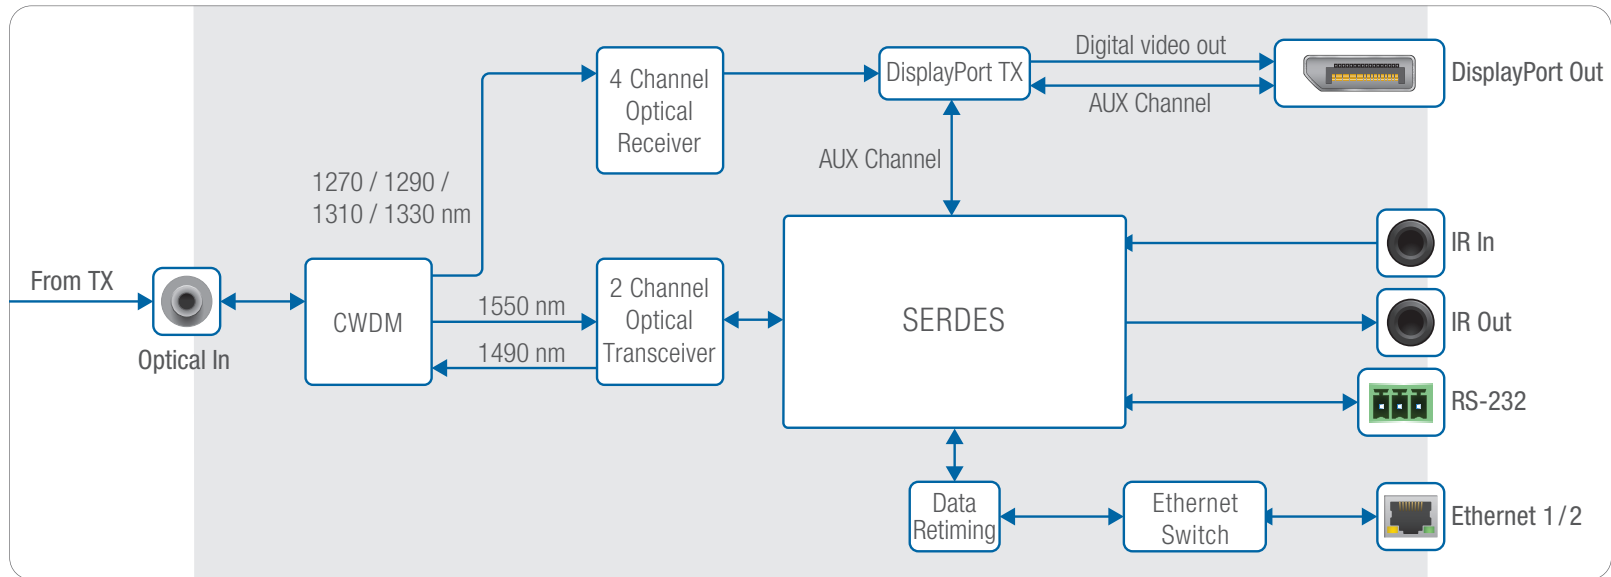 Digital video out
DisplayPort TX
DisplayPort Out
4 Channel
Optical
Receiver
AUX Channel
AUX Channel
1270 / 1290 /
1310 / 1330 nm
IR In
From TX
2 Channel
Optical
Transceiver
1550 nm
CWDM
SERDES
IR Out
1490 nm
Optical In
RS-232
Data
Retiming
Ethernet
Switch
Ethernet 1/2